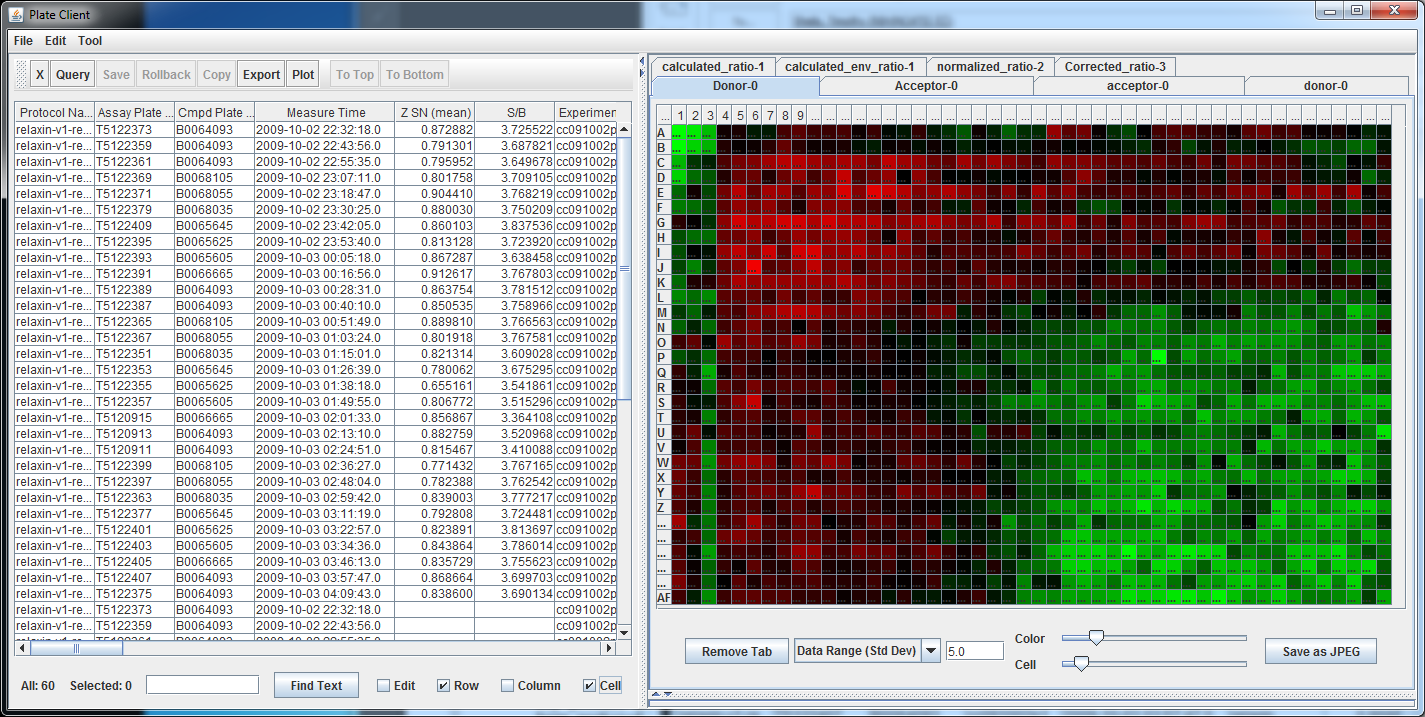 Plate Client
File Edit Tool
X Query Save Rollback Copy Export Plot To Top To Bottom
Protocol Na... Assay Plate ... Cmpd Plate ... Measure Time Z SN (mean) S/B Experimen
relaxin-v1-re... T5122373 B0064093 2009-10-02 22:32:18.0 0.872882 3.725522 cc091002p
relaxin-v1-re... T5122359 B0064093 2009-10-02 22:43:56.0 0.791301 3.687821 cc091002p
relaxin-v1-re... T5122361 B0064093 2009-10-02 22:55:35.0 0.795952 3.649678 cc091002p
relaxin-v1-re... T5122369 B0068105 2009-10-02 23:07:11.0 0.801758 3.709105 cc091002p
relaxin-v1-re... T5122371 B0068055 2009-10-02 23:18:47.0 0.904410 3.768219 cc091002p
relaxin-v1-re... T5122379 B0068035 2009-10-02 23:30:25.0 0.880030 3.750209 cc091002p
relaxin-v1-re... T5122409 B0065645 2009-10-02 23:42:05.0 0.860103 3.837536 cc091002p
relaxin-v1-re... T5122395 B0065625 2009-10-02 23:53:40.0 0.813128 3.723920 cc091002p
relaxin-v1-re... T5122393 B0065605 2009-10-03 00:05:18.0 0.867287 3.638458 cc091002p
relaxin-v1-re... T5122391 B0066665 2009-10-03 00:16:56.0 0.912617 3.767803 cc091002p
relaxin-v1-re... T5122389 B0064093 2009-10-03 00:28:31.0 0.863754 3.781512 cc091002p
relaxin-v1-re... T5122387 B0064093 2009-10-03 00:40:10.0 0.850535 3.758966 cc091002p
relaxin-v1-re... T5122365 B0068105 2009-10-03 00:51:49.0 0.889810 3.766563 cc091002p
relaxin-v1-re... T5122367 B0068055 2009-10-03 01:03:24.0 0.801918 3.767581 cc091002p
relaxin-v1-re... T5122351 B0068035 2009-10-03 01:15:01.0 0.821314 3.609028 cc091002p
relaxin-v1-re... T5122353 B0065645 2009-10-03 01:26:39.0 0.780062 3.675295 cc091002p
relaxin-v1-re... T5122355 B0065625 2009-10-03 01:38:18.0 0.655161 3.541861 cc091002p
relaxin-v1-re... T5122357 B0065605 2009-10-03 01:49:55.0 0.806772 3.515296 cc091002p
relaxin-v1-re... T5120915 B0066665 2009-10-03 02:01:33.0 0.856867 3.364108 cc091002p
relaxin-v1-re... T5120913 B0064093 2009-10-03 02:13:10.0 0.882759 3.520968 cc091002p
relaxin-v1-re... T5120911 B0064093 2009-10-03 02:24:51.0 0.815467 3.410088 cc091002p
relaxin-v1-re... T5122399 B0068105 2009-10-03 02:36:27.0 0.771432 3.767165 cc091002p
relaxin-v1-re... T5122397 B0068055 2009-10-03 02:48:04.0 0.782388 3.762542 cc091002p
relaxin-v1-re... T5122363 B0068035 2009-10-03 02:59:42.0 0.839003 3.777217 cc091002p
relaxin-v1-re... T5122377 B0065645 2009-10-03 03:11:19.0 0.792808 3.724481 cc091002p
relaxin-v1-re... T5122401 B0065625 2009-10-03 03:22:57.0 0.823891 3.813697 cc091002p
relaxin-v1-re... T5122403 B0065605 2009-10-03 03:34:36.0 0.843864 3.786014 cc091002p
relaxin-v1-re... T5122405 B0066665 2009-10-03 03:46:13.0 0.835729 3.755623 cc091002p
relaxin-v1-re... T5122407 B0064093 2009-10-03 03:57:47.0 0.868664 3.699703 cc091002p
relaxin-v1-re... T5122375 B0064093 2009-10-03 04:09:43.0 0.838600 3.690134 cc091002p
relaxin-v1-re... T5122373 B0064093 2009-10-02 22:32:18.0 cc091002p
relaxin-v1-re... T5122359 B0064093 2009-10-02 22:43:56.0 cc091002p
relaxin-v1-re... T5122361 B0064093 2009-10-02 22:55:35.0 cc091002p
All: 60 Selected: 0 Find Text Edit Row Column Cell
calculated_ratio-1 calculated_env_ratio-1 normalized_ratio-2 Corrected_ratio-3
Donor-0 Acceptor-0 acceptor-0 donor-0
... 1 2 3 4 5 6 7 8 9 ... ... ... ... ... ... ... ... ... ... ... ... ... ... ... ... ... ... ... ... ... ... ... ... ... ... ... ... ... ... ...
A
B
C
D
E
F
G
H
I
J
K
L
M
N
O
P
Q
R
S
T
U
V
W
X
Y
Z
...
...
...
...
...
AF
Remove Tab Data Range (Std Dev) 5.0 Color Save as JPEG
Cell